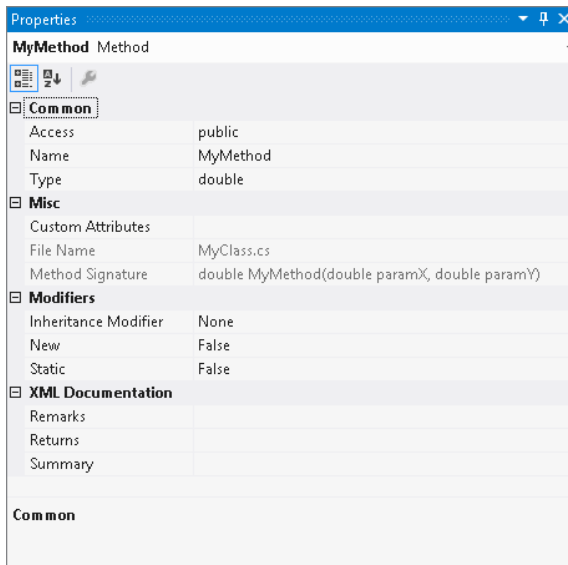 Properties
MyMethod Method
Common
Access public
Name MyMethod
Type double
Misc
Custom Attributes
File Name MyClass.cs
Method Signature double MyMethod(double paramX, double paramY)
Modifiers
Inheritance Modifier None
New False
Static False
XML Documentation
Remarks
Returns
Summary
Common